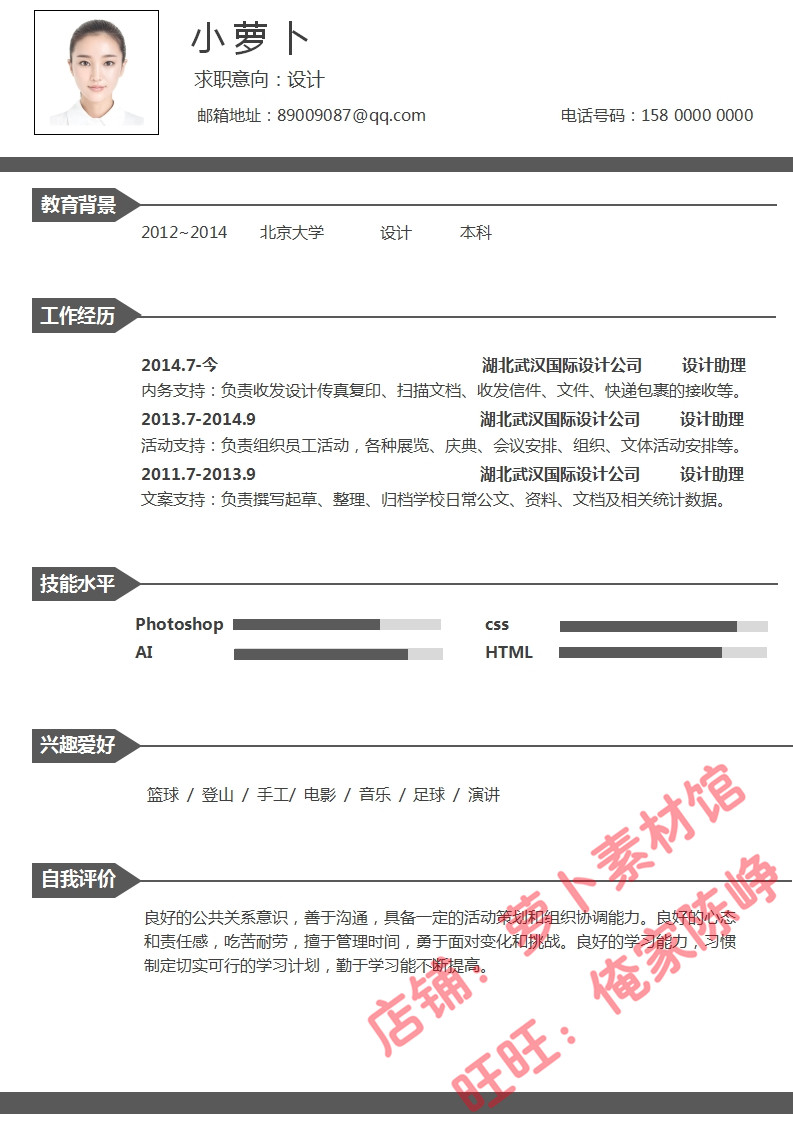 小萝卜
求职意向：设计
邮箱地址：89009087@qq.com 电话号码：158 0000 0000
教育背景
2012~2014 北京大学 设计 本科
工作经历
2014.7-今 湖北武汉国际设计公司 设计助理
内务支持：负责收发设计传真复印、扫描文档、收发信件、文件、快递包裹的接收等。
2013.7-2014.9 湖北武汉国际设计公司 设计助理
活动支持：负责组织员工活动，各种展览、庆典、会议安排、组织、文体活动安排等。
2011.7-2013.9 湖北武汉国际设计公司 设计助理
文案支持：负责撰写起草、整理、归档学校日常公文、资料、文档及相关统计数据。
技能水平
Photoshop css
AI HTML
兴趣爱好
篮球 / 登山 / 手工/ 电影 / 音乐 / 足球 / 演讲
自我评价
良好的公共关系意识，善于沟通，具备一定的活动策划和组织协调能力。良好的心态
和责任感，吃苦耐劳，擅于管理时间，勇于面对变化和挑战。良好的学习能力，习惯
制定切实可行的学习计划，勤于学习能不断提高。
店铺：萝卜素材馆
旺旺：俺家陈峥